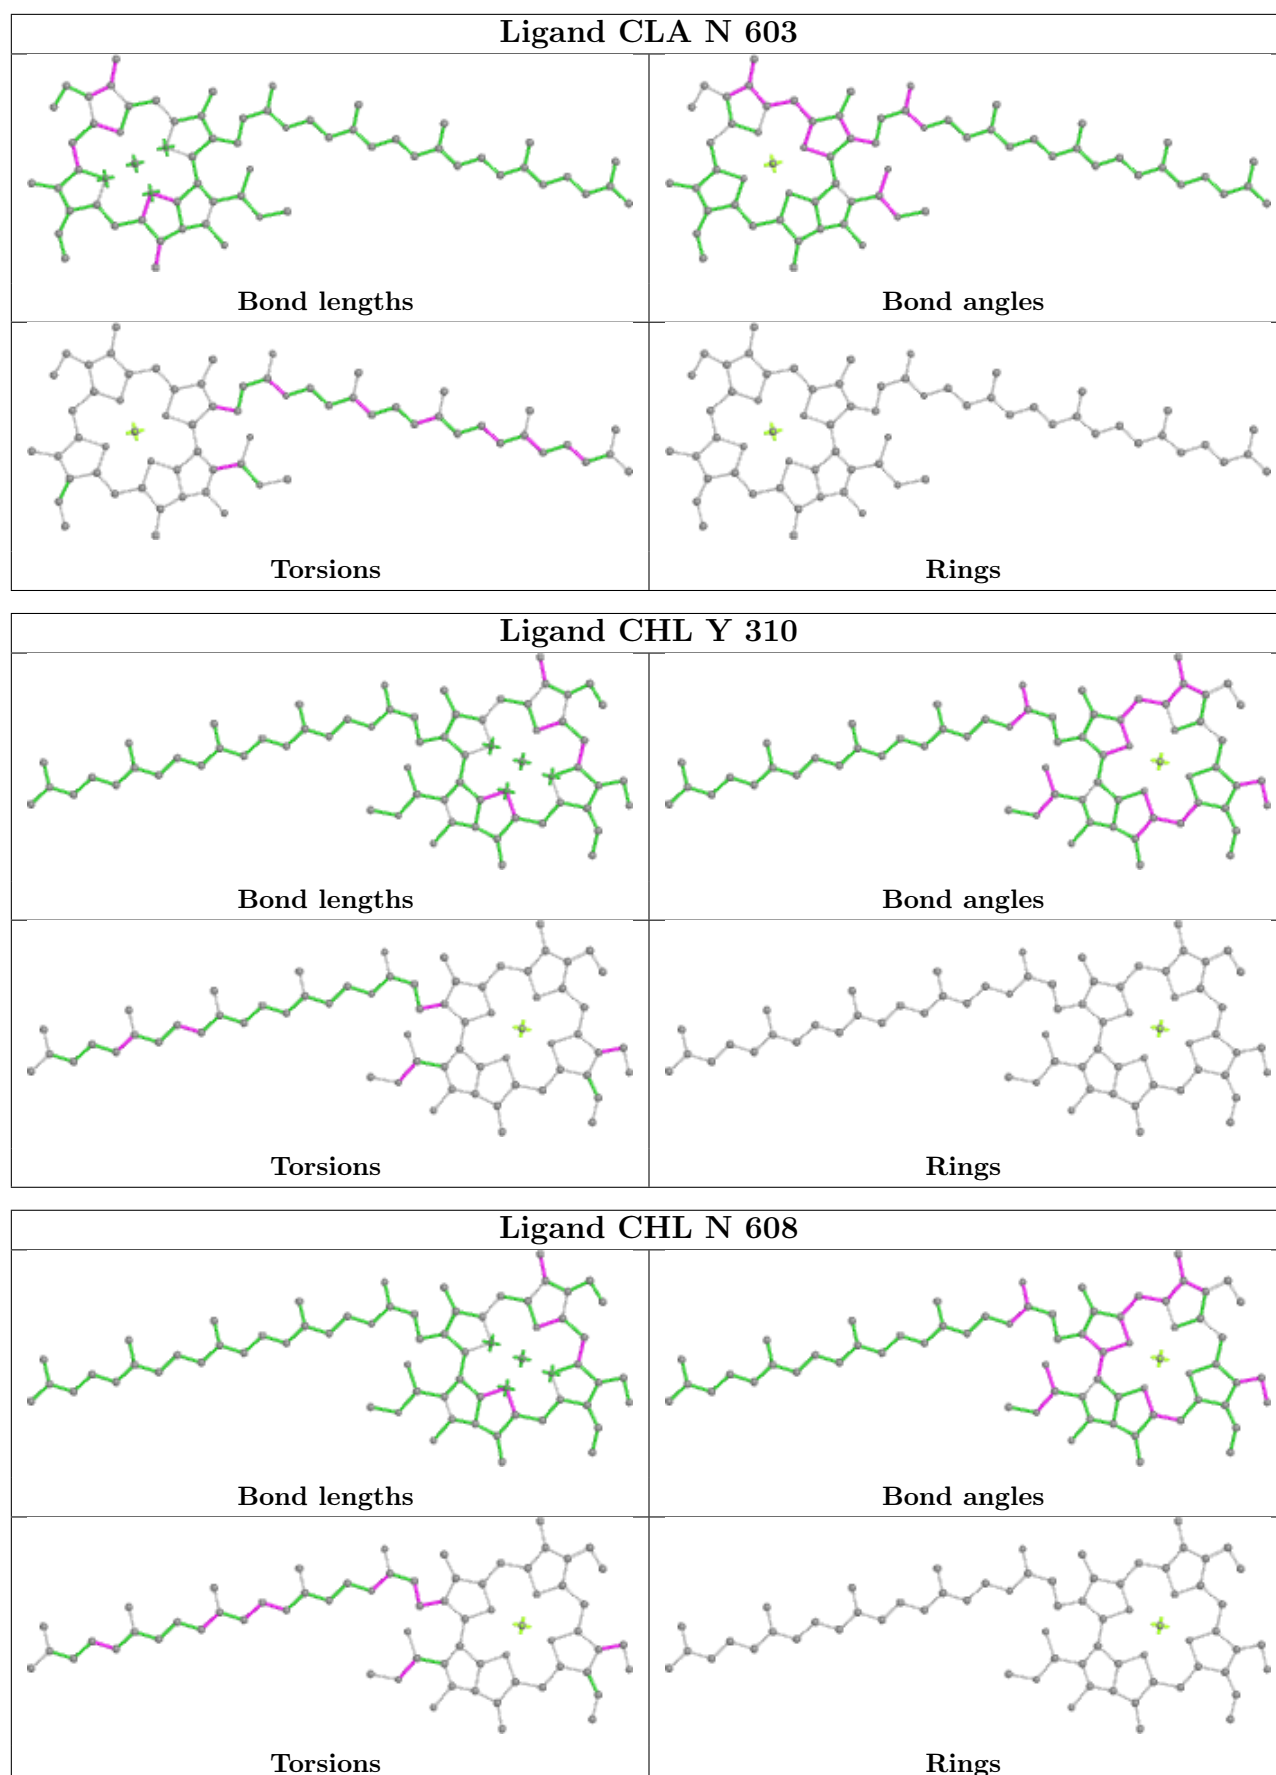 Ligand CLA N 603
Bond lengths
Bond angles
Torsions
Rings
Ligand CHL Y 310
Bond lengths
Bond angles
Torsions
Rings
Ligand CHL N 608
Bond lengths
Bond angles
Torsions
Rings